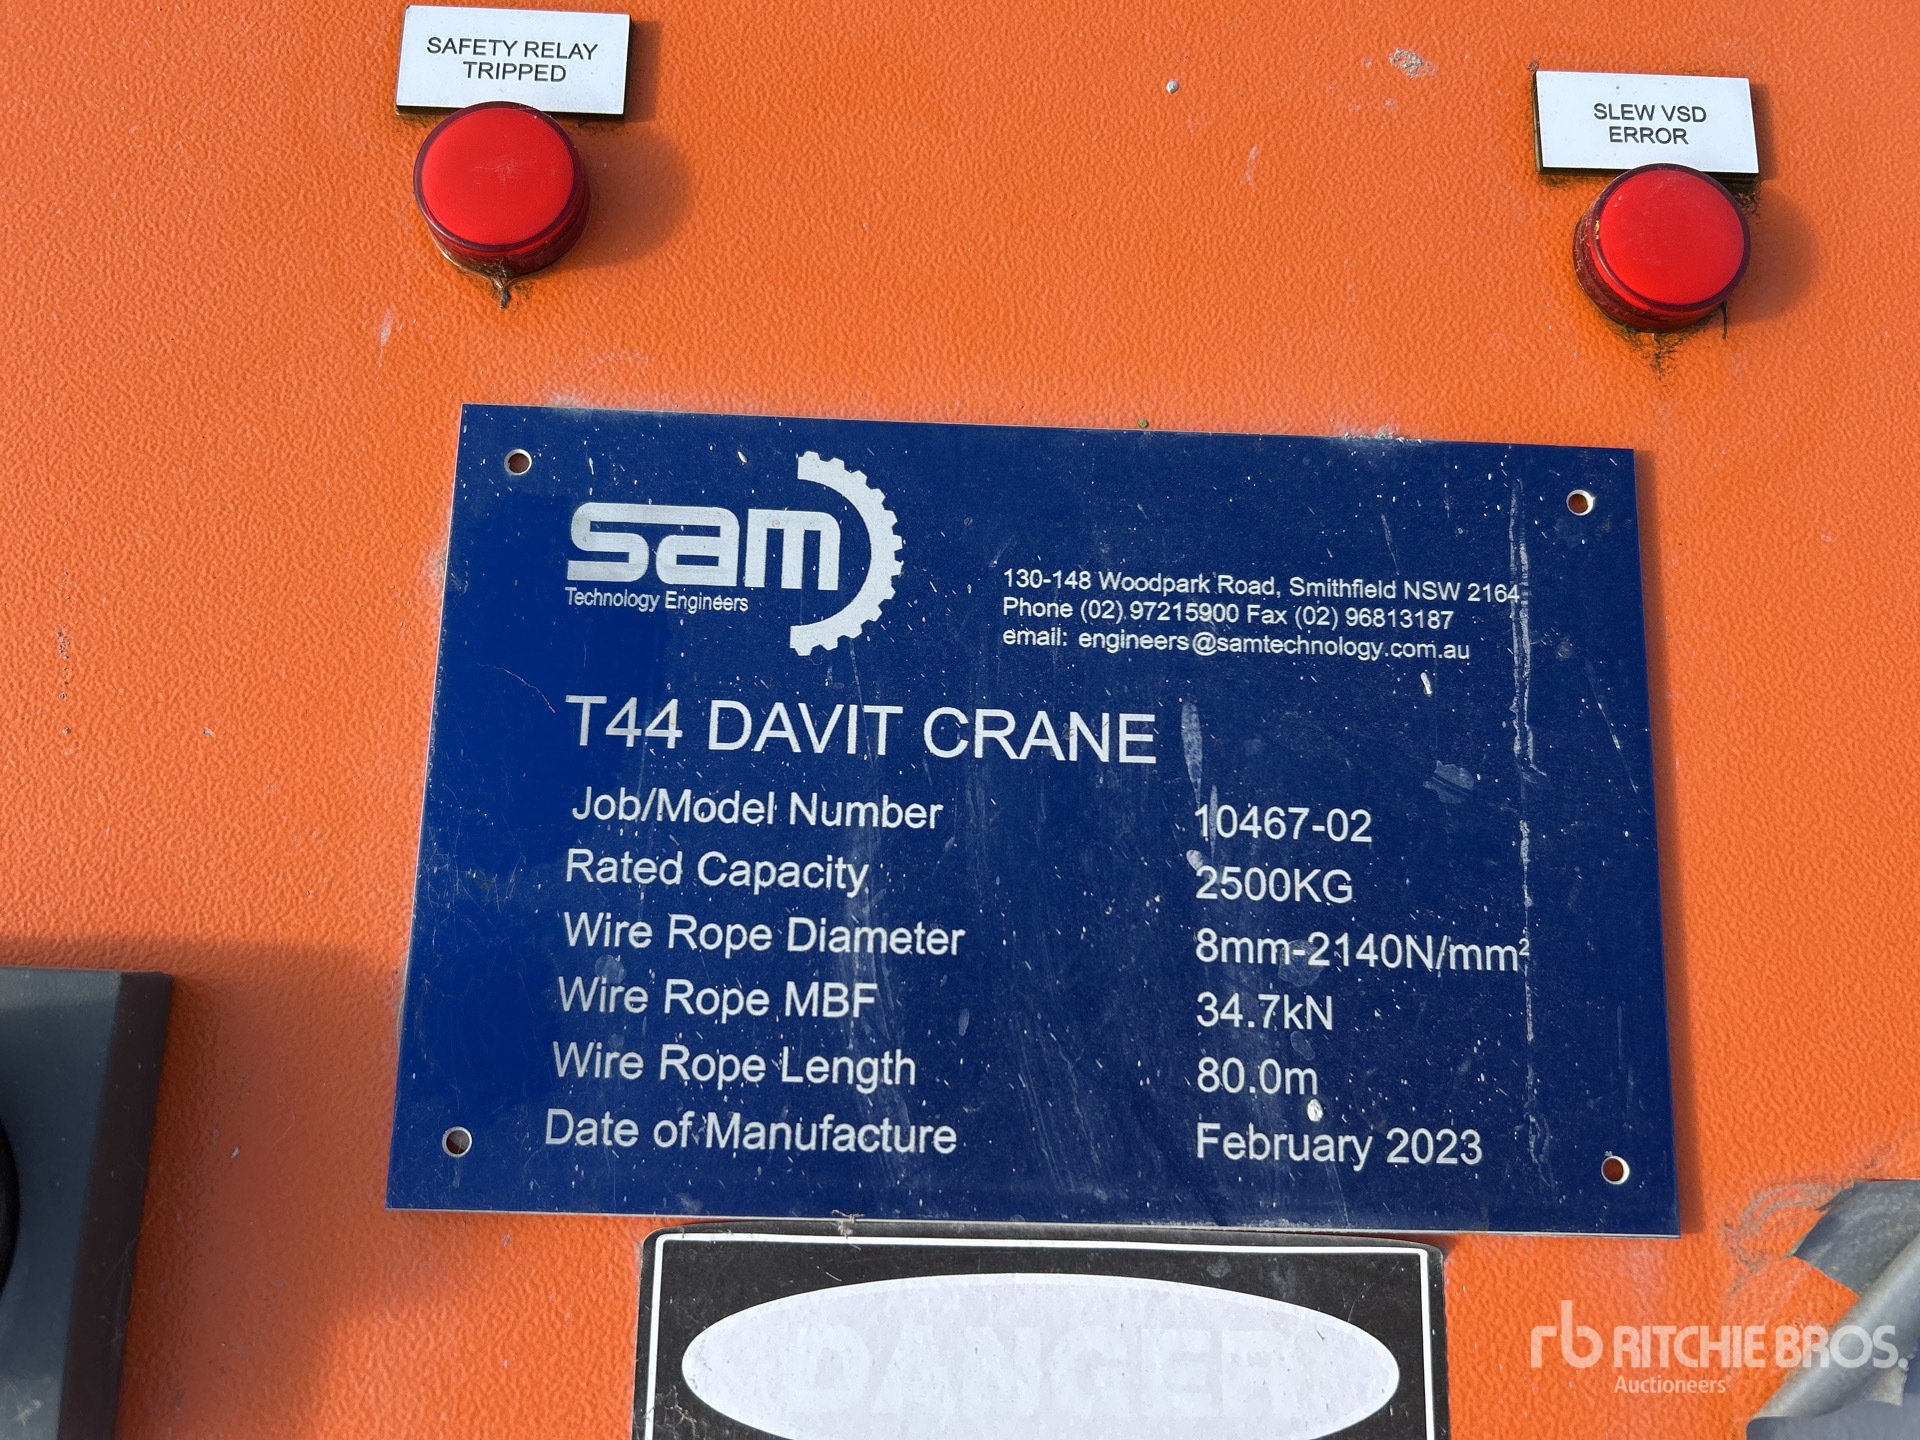 SAFETY RELAY
TRIPPED
SLEW VSD
ERROR
sam
Technology Engineers
130-148 Woodpark Road, Smithfield NSW 2164
Phone (02) 97215900 Fax (02) 96813187
email: engineers@samtechnology.com.au
T44 DAVIT CRANE
Job/Model Number 10467-02
Rated Capacity 2500KG
Wire Rope Diameter 8mm-2140N/mm²
Wire Rope MBF 34.7kN
Wire Rope Length 80.0m
Date of Manufacture February 2023
DANGER
rb RITCHIE BROS.
Auctioneers